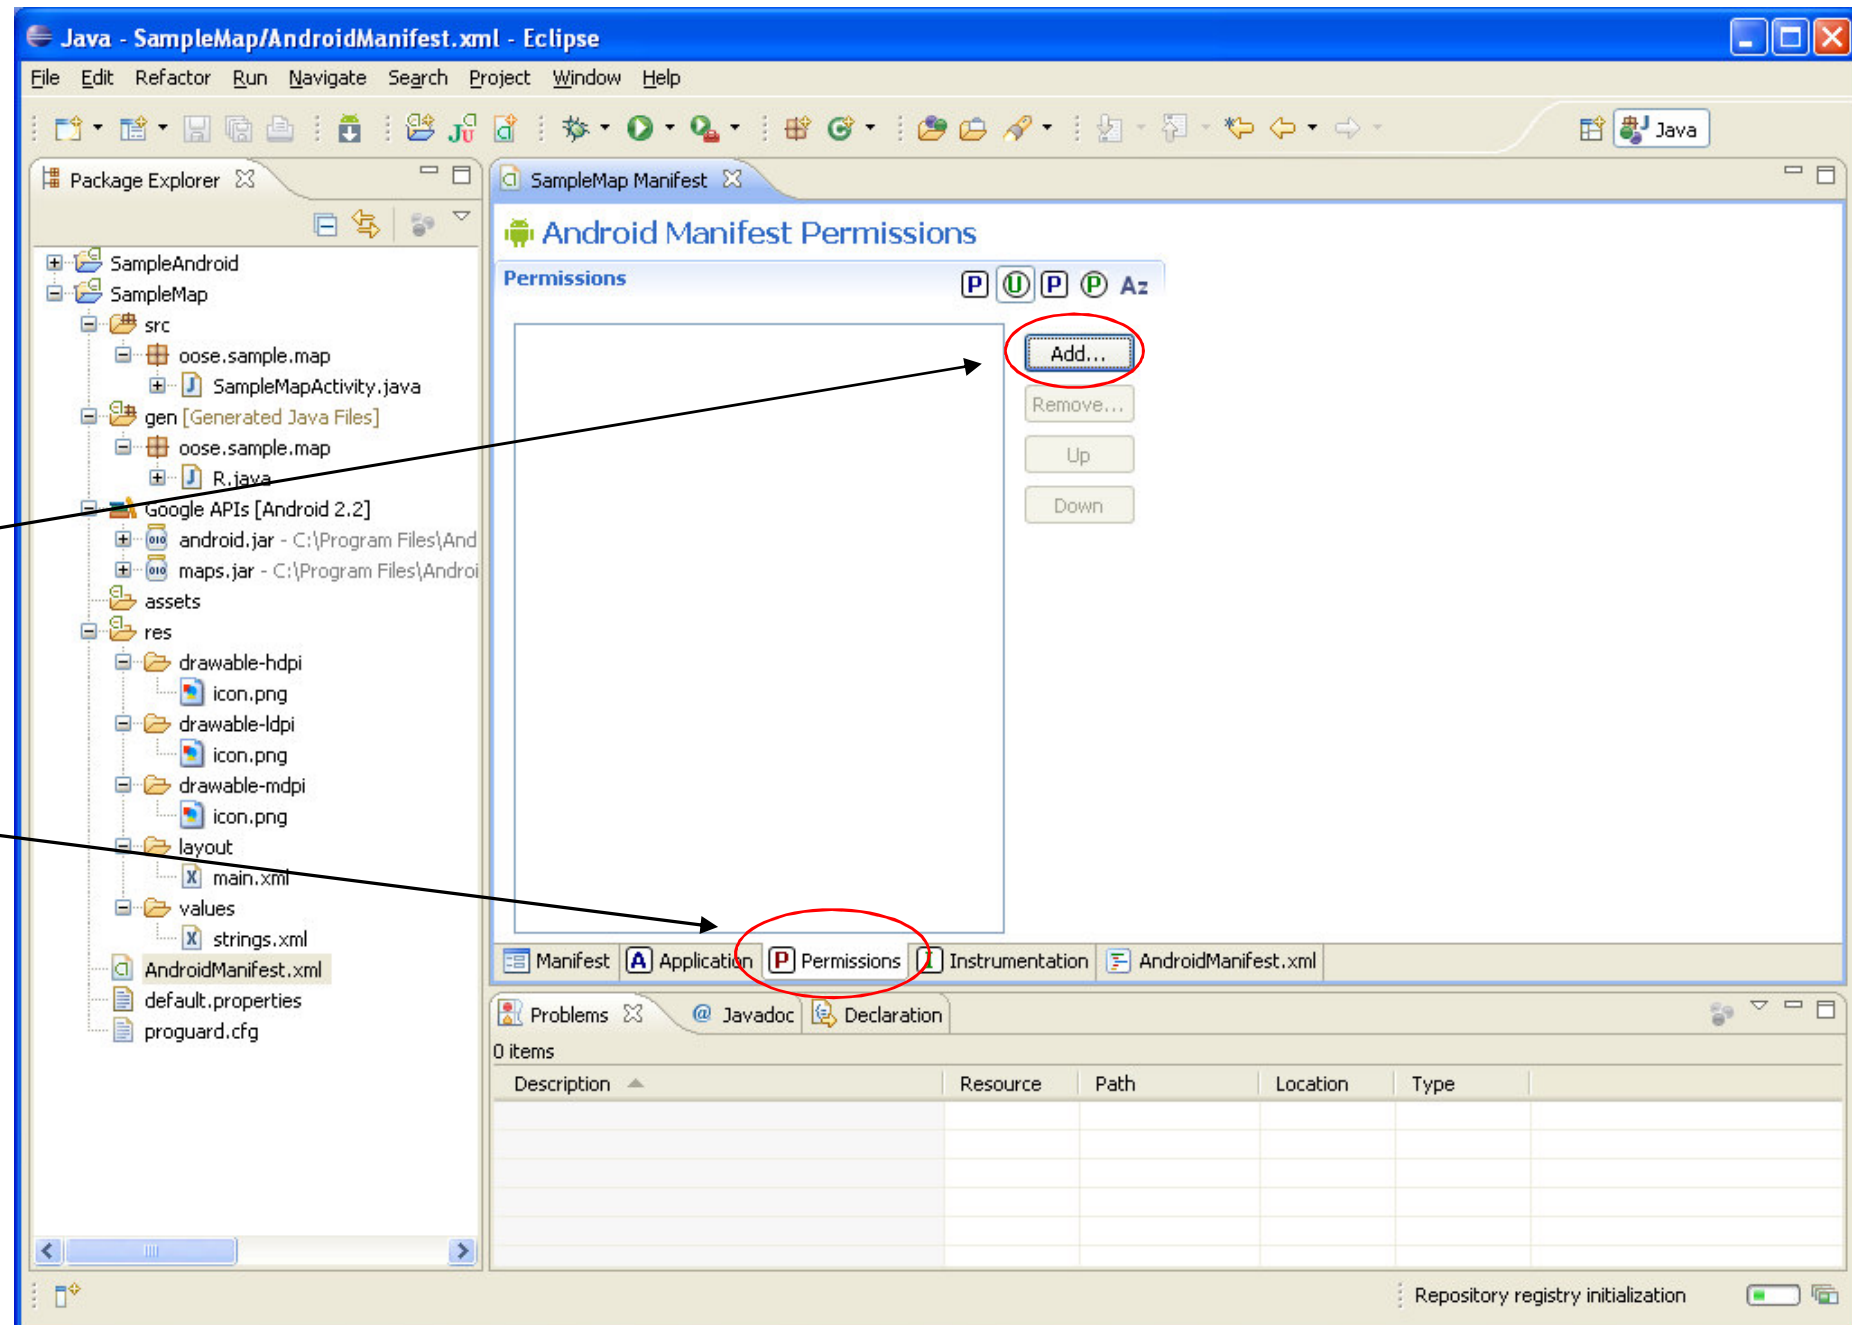 Java - SampleMap/AndroidManifest.xml - Eclipse
File Edit Refactor Run Navigate Search Project Window Help
Java
Package Explorer
SampleAndroid
SampleMap
src
oose.sample.map
SampleMapActivity.java
gen [Generated Java Files]
oose.sample.map
R.java
Google APIs [Android 2.2]
android.jar - C:\Program Files\And
maps.jar - C:\Program Files\Androi
assets
res
drawable-hdpi
icon.png
drawable-ldpi
icon.png
drawable-mdpi
icon.png
layout
main.xml
values
strings.xml
AndroidManifest.xml
default.properties
proguard.cfg
SampleMap Manifest
Android Manifest Permissions
Permissions P U P P Az
Add...
Remove...
Up
Down
Manifest A Application P Permissions I Instrumentation AndroidManifest.xml
Problems @ Javadoc Declaration
0 items
Description Resource Path Location Type
Repository registry initialization